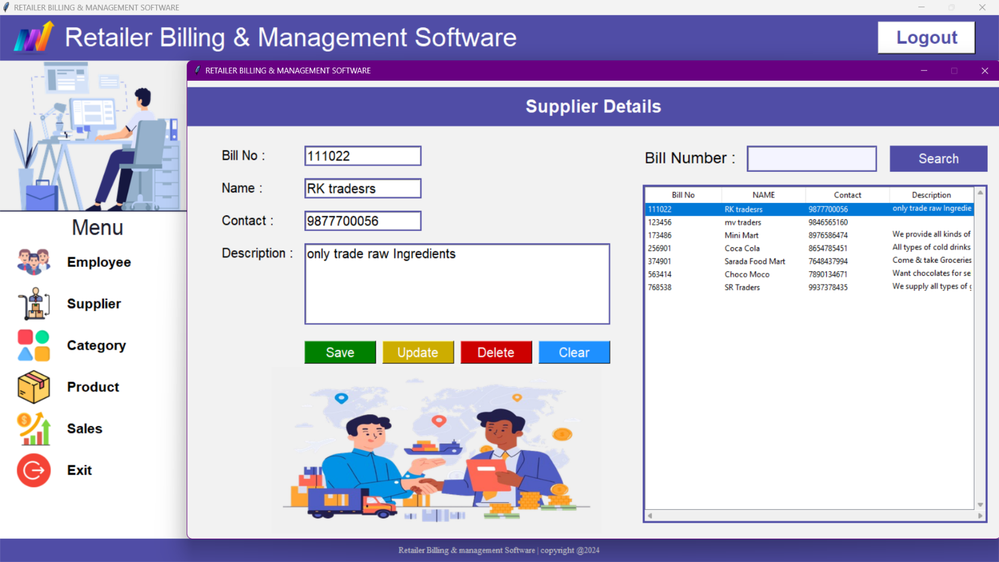 RETAILER BILLING & MANAGEMENT SOFTWARE
Retailer Billing & Management Software
Logout
Menu
Employee
Supplier
Category
Product
Sales
Exit
RETAILER BILLING & MANAGEMENT SOFTWARE
Supplier Details
Bill No : 111022
Name : RK tradesrs
Contact : 9877700056
Description : only trade raw Ingredients
Save Update Delete Clear
Bill Number : Search
Bill No NAME Contact Description
111022 RK tradesrs 9877700056 only trade raw Ingredie
123456 mv traders 9846565160
173486 Mini Mart 8976586474 We provide all kinds of
256901 Coca Cola 8654785451 All types of cold drinks
374901 Sarada Food Mart 7648437994 Come & take Groceries
563414 Choco Moco 7890134671 Want chocolates for se
768538 SR Traders 9937378435 We supply all types of
Retailer Billing & management Software | copyright @2024